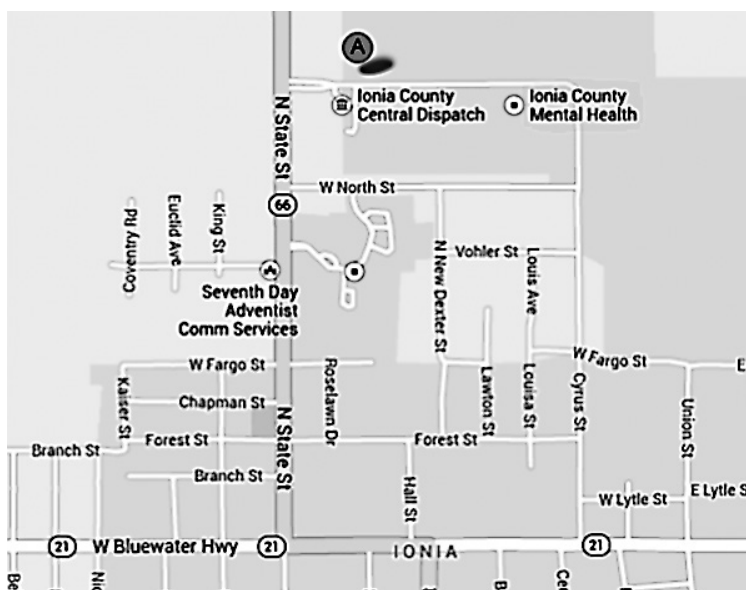 A
Ionia County
Central Dispatch
Ionia County
Mental Health
N State St
W North St
66
Coventry Rd
Euclid Ave
King St
N New Dexter St
Vohler St
Louis Ave
Seventh Day
Adventist
Comm Services
W Fargo St
Roselawn Dr
W Fargo St
E
Kaiser St
Chapman St
Lawton St
Louisa St
Cyrus St
Union St
N State St
Forest St
Forest St
Branch St
Branch St
Hall St
W Lytle St
E Lytle S
21
W Bluewater Hwy
21
IONIA
21
Be
Nic
B
Ce